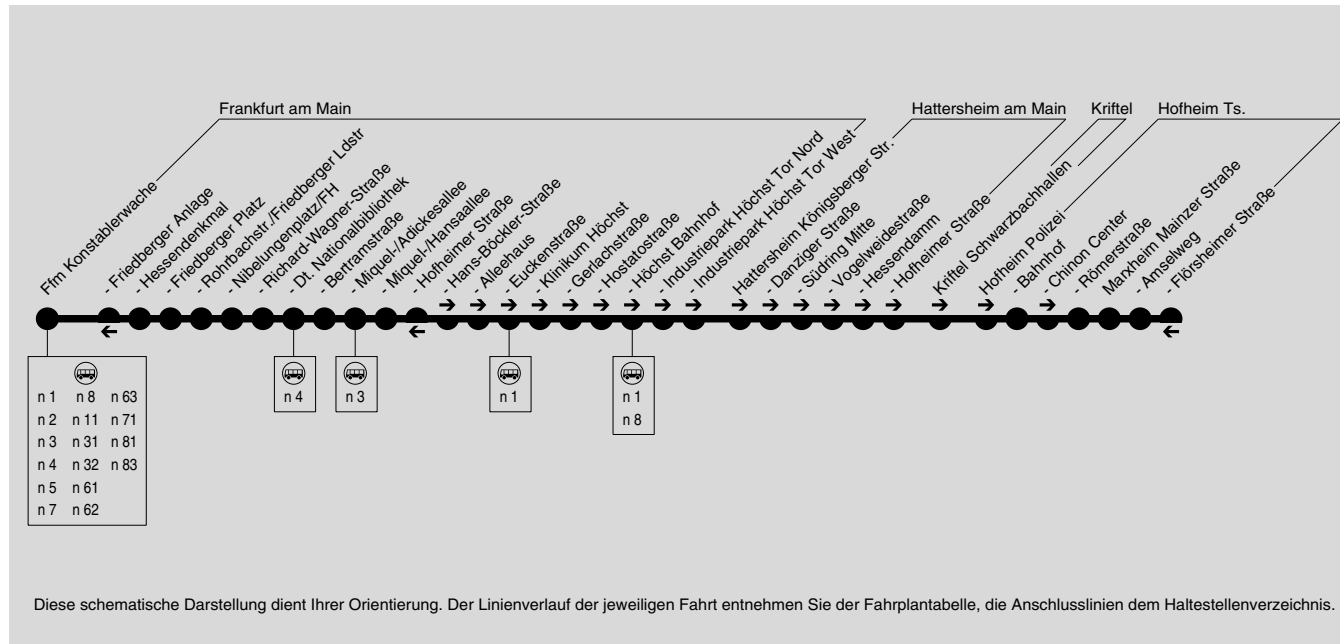 Frankfurt am Main
Hattersheim am Main
Kriftel
Hofheim Ts.
Ffm Konstablerwache
- Friedberger Anlage
- Hessendenkmal
- Friedberger Platz
- Rohrbachstr./Friedberger Ldstr
- Nibelungenplatz/FH
- Richard-Wagner-Straße
- Dt. Nationalbibliothek
- Bertramstraße
- Miquel-/Adickesallee
- Miquel-/Hansaallee
- Hofheimer Straße
- Hans-Böckler-Straße
- Alleehaus
- Euckenstraße
- Klinikum Höchst
- Gerlachstraße
- Hostatostraße
- Höchst Bahnhof
- Industriepark Höchst Tor Nord
- Industriepark Höchst Tor West
Hattersheim Königsberger Str.
- Danziger Straße
- Südring Mitte
- Vogelweidestraße
- Hessendamm
- Hofheimer Straße
Kriftel Schwarzbachhallen
Hofheim Polizei
- Bahnhof
- Chinon Center
- Römerstraße
Marxheim Mainzer Straße
- Amselweg
- Flörsheimer Straße
n 1 n 8 n 63
n 2 n 11 n 71
n 3 n 31 n 81
n 4 n 32 n 83
n 5 n 61
n 7 n 62
n 4
n 3
n 1
n 1
n 8
Diese schematische Darstellung dient Ihrer Orientierung. Der Linienverlauf der jeweiligen Fahrt entnehmen Sie der Fahrplantabelle, die Anschlusslinien dem Haltestellenverzeichnis.